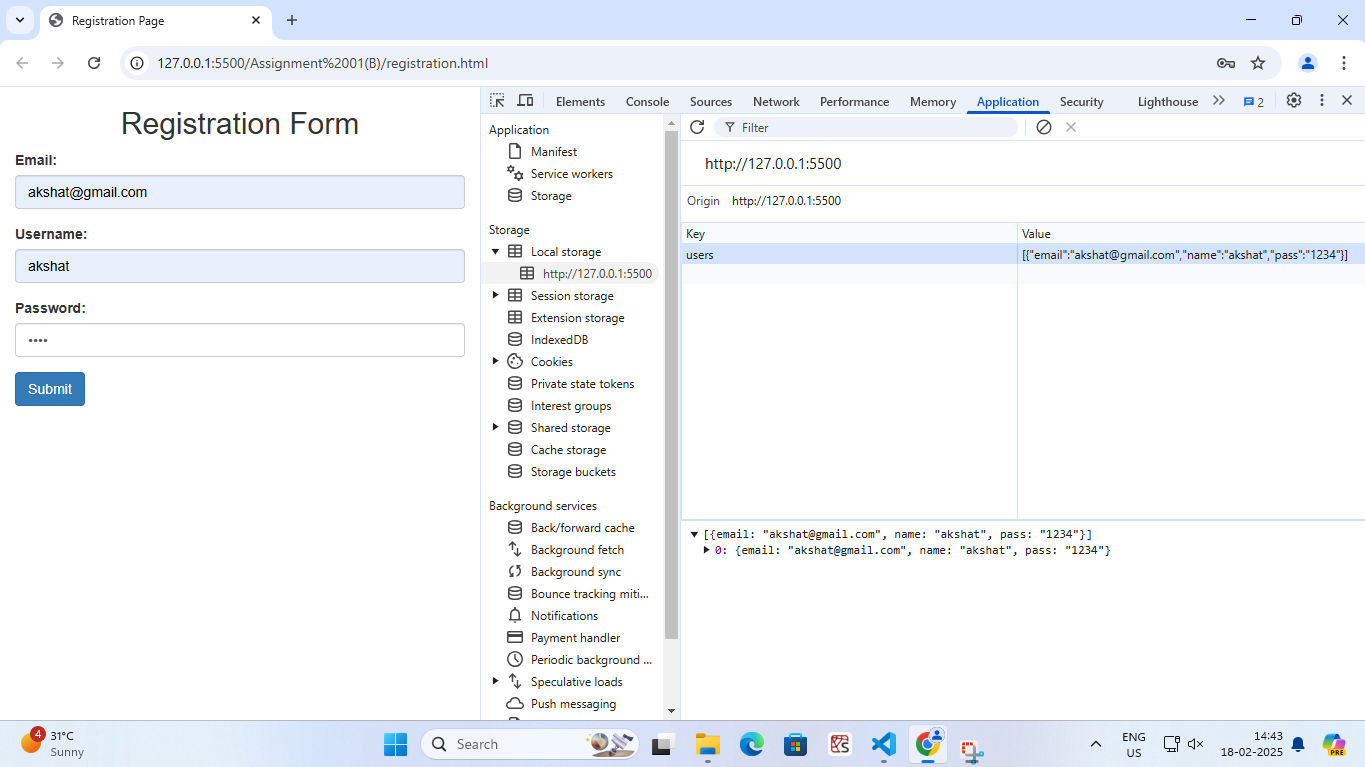 Registration Page
127.0.0.1:5500/Assignment%2001(B)/registration.html
Registration Form
Email:
akshat@gmail.com
Username:
akshat
Password:
••••
Submit
Elements Console Sources Network Performance Memory Application Security Lighthouse 2
Application
Manifest
Service workers
Storage
Storage
Local storage
http://127.0.0.1:5500
Session storage
Extension storage
IndexedDB
Cookies
Private state tokens
Interest groups
Shared storage
Cache storage
Storage buckets
Background services
Back/forward cache
Background fetch
Background sync
Bounce tracking miti...
Notifications
Payment handler
Periodic background ...
Speculative loads
Push messaging
Filter
http://127.0.0.1:5500
Origin http://127.0.0.1:5500
Key Value
users [{"email":"akshat@gmail.com","name":"akshat","pass":"1234"}]
[{email: "akshat@gmail.com", name: "akshat", pass: "1234"}]
0: {email: "akshat@gmail.com", name: "akshat", pass: "1234"}
4
31°C
Sunny
Search
ENG
US
14:43
18-02-2025
PRE